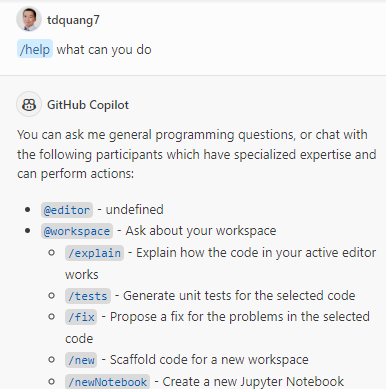 tdquang7
/help what can you do
GitHub Copilot
You can ask me general programming questions, or chat with
the following participants which have specialized expertise and
can perform actions:
• @editor - undefined
• @workspace - Ask about your workspace
○ /explain - Explain how the code in your active editor
works
○ /tests - Generate unit tests for the selected code
○ /fix - Propose a fix for the problems in the selected
code
○ /new - Scaffold code for a new workspace
○ /newNotebook - Create a new Jupyter Notebook